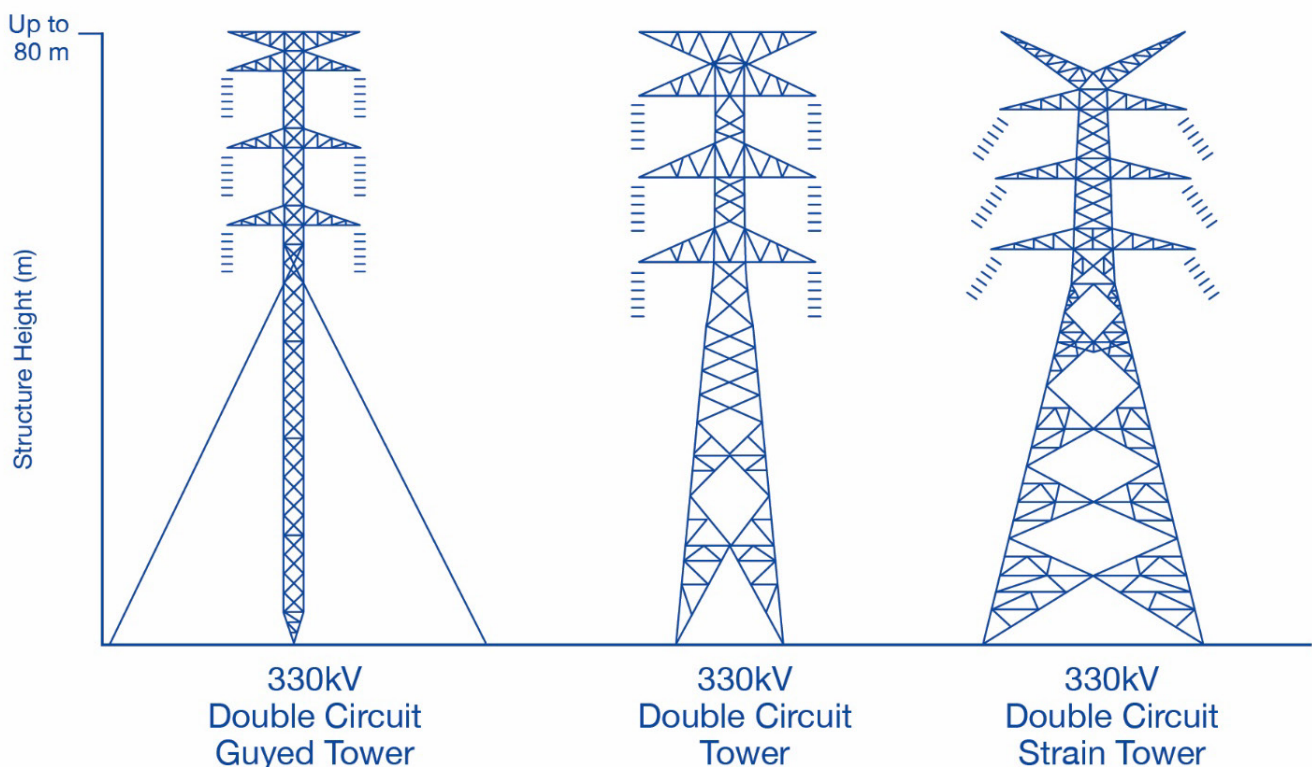 Up to
80 m
Structure Height (m)
330kV
Double Circuit
Guyed Tower
330kV
Double Circuit
Tower
330kV
Double Circuit
Strain Tower